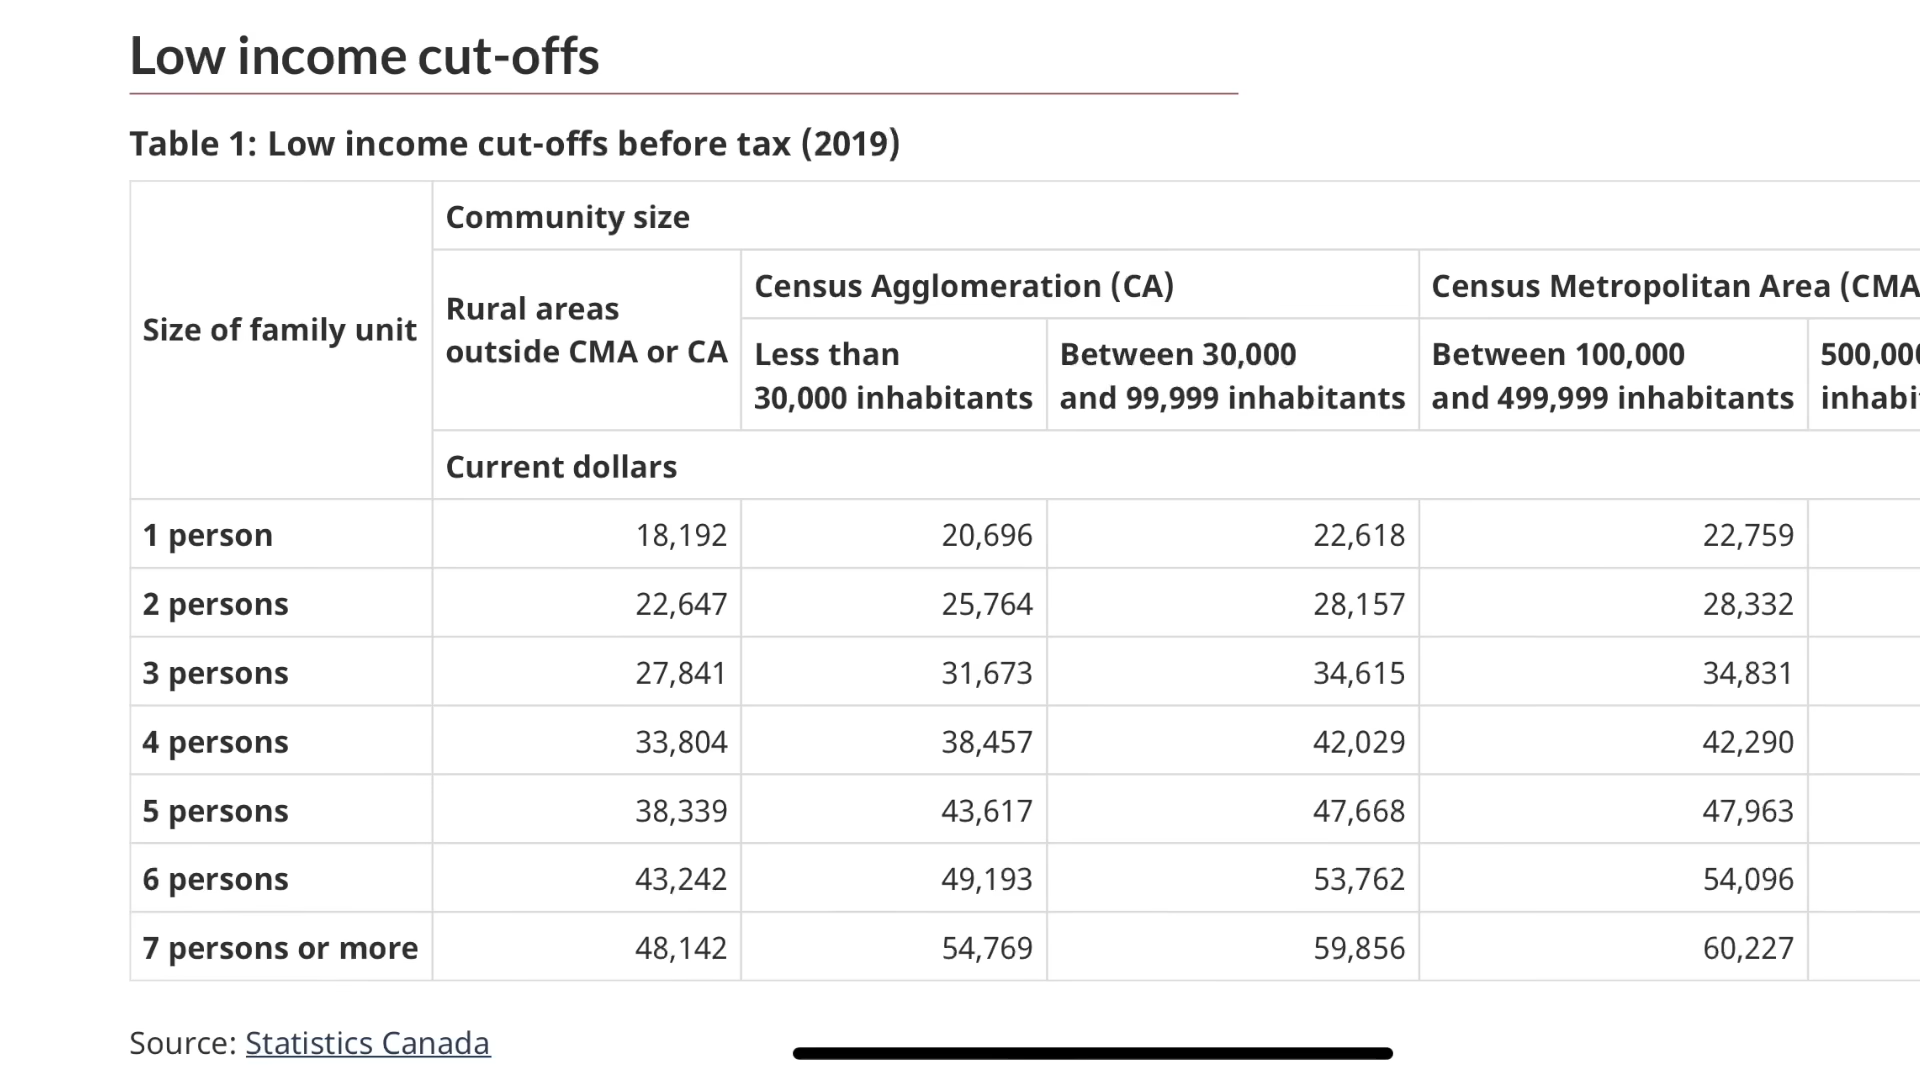 Low income cut-offs
Table 1: Low income cut-offs before tax (2019)
Size of family unit
Community size
Rural areas
outside CMA or CA
Census Agglomeration (CA)
Census Metropolitan Area (CMA
Less than
30,000 inhabitants
Between 30,000
and 99,999 inhabitants
Between 100,000
and 499,999 inhabitants
Current dollars
1 person 18,192 20,696 22,618 22,759
2 persons 22,647 25,764 28,157 28,332
3 persons 27,841 31,673 34,615 34,831
4 persons 33,804 38,457 42,029 42,290
5 persons 38,339 43,617 47,668 47,963
6 persons 43,242 49,193 53,762 54,096
7 persons or more 48,142 54,769 59,856 60,227
Source: Statistics Canada